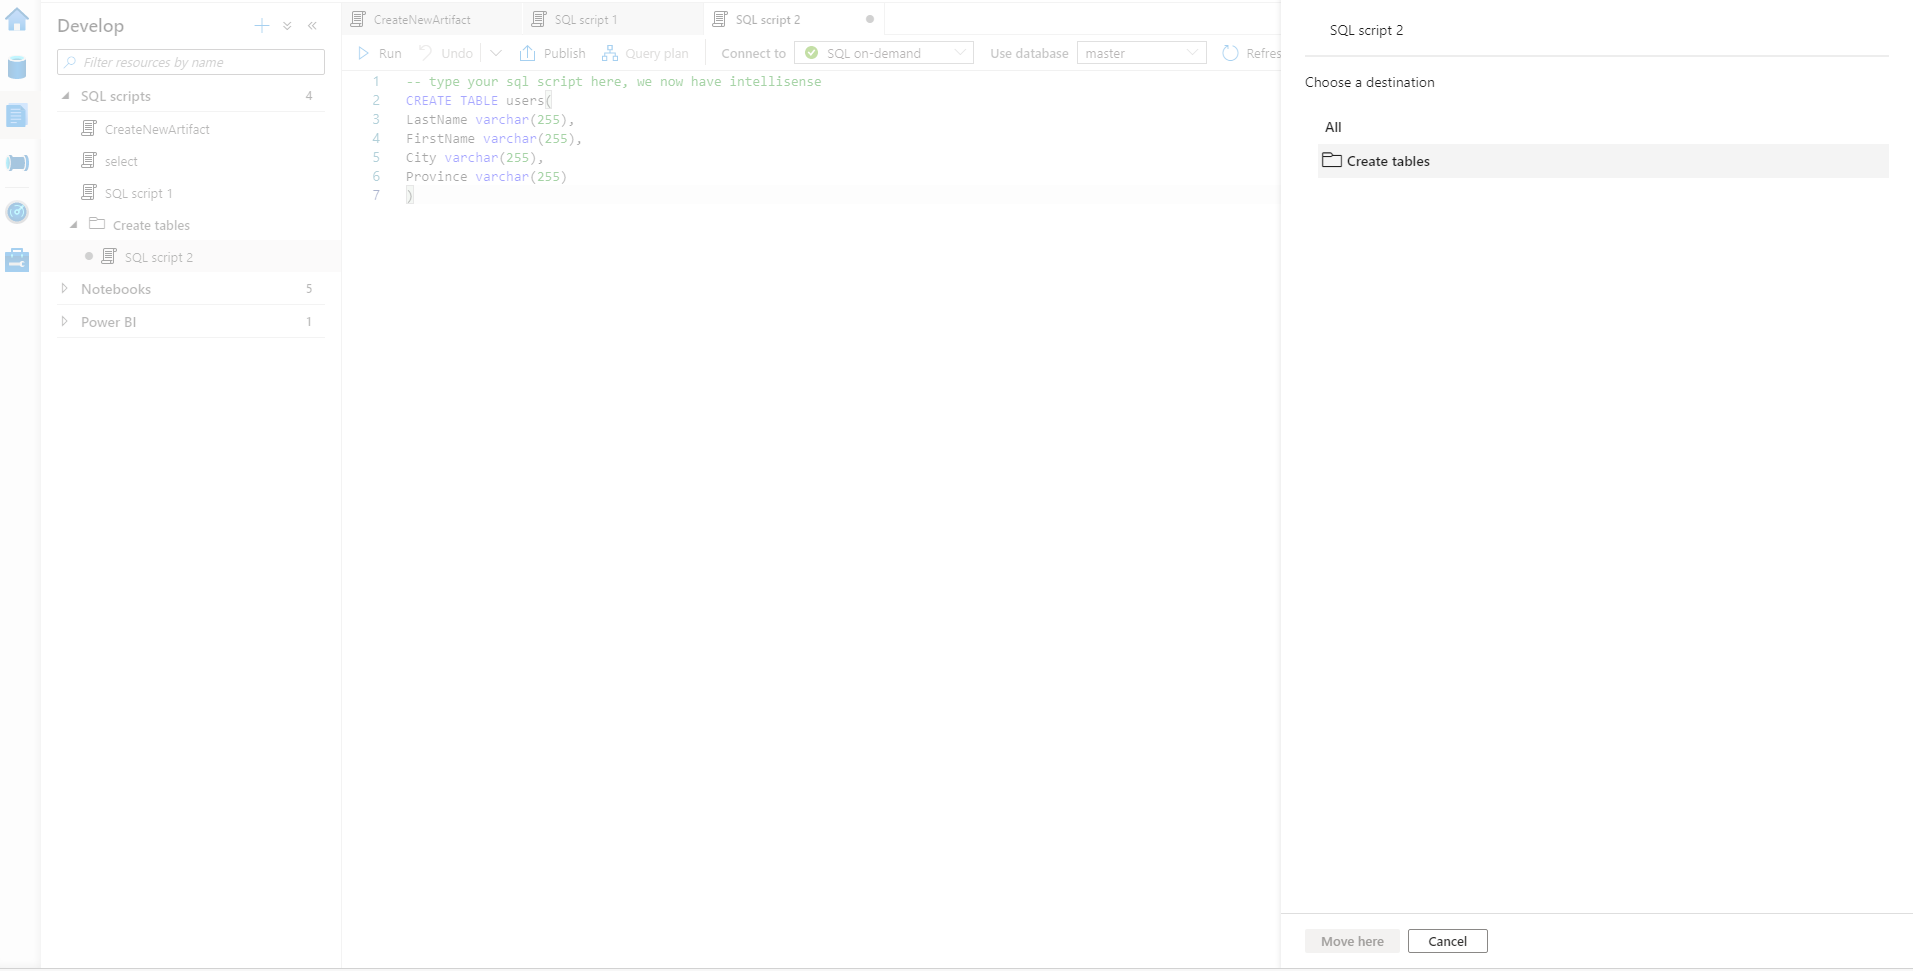 Develop
Filter resources by name
SQL scripts 4
CreateNewArtifact
select
SQL script 1
Create tables
SQL script 2
Notebooks 5
Power BI 1
CreateNewArtifact
SQL script 1
SQL script 2
Run Undo Publish Query plan Connect to SQL on-demand Use database master Refres
1 -- type your sql script here, we now have intellisense
2 CREATE TABLE users(
3 LastName varchar(255),
4 FirstName varchar(255),
5 City varchar(255),
6 Province varchar(255)
7 )
SQL script 2
Choose a destination
All
Create tables
Move here Cancel